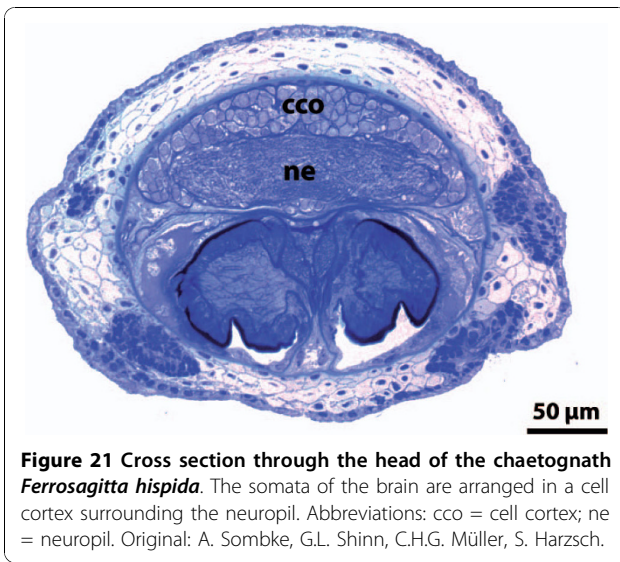 cco
ne
50 µm
Figure 21 Cross section through the head of the chaetognath
Ferrosagitta hispida. The somata of the brain are arranged in a cell
cortex surrounding the neuropil. Abbreviations: cco = cell cortex; ne
= neuropil. Original: A. Sombke, G.L. Shinn, C.H.G. Müller, S. Harzsch.